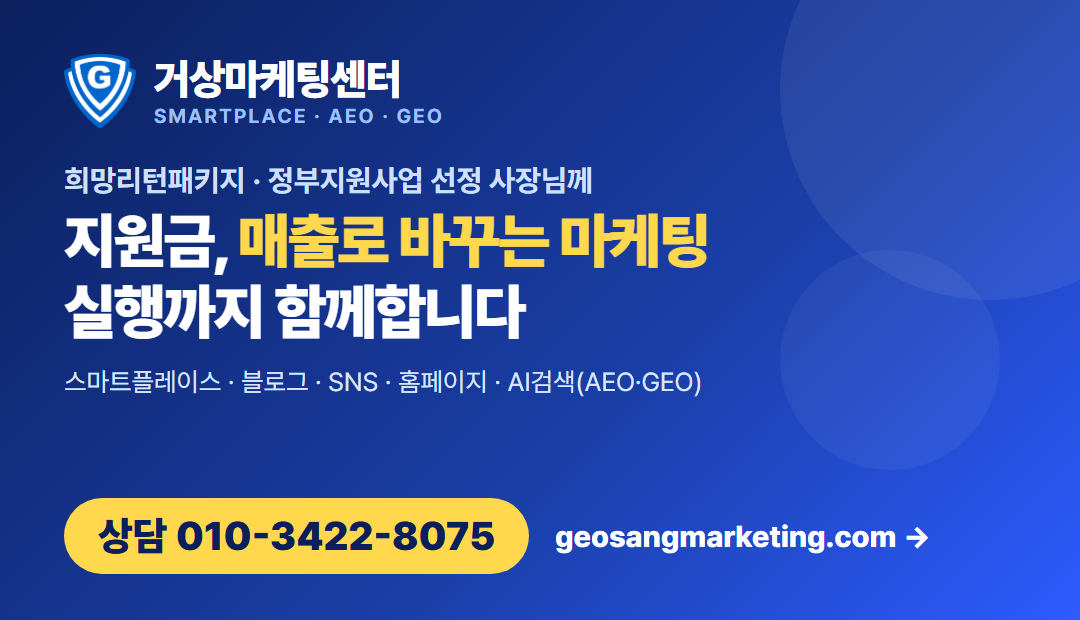 G
거상마케팅센터
SMARTPLACE · AEO · GEO
희망리턴패키지 · 정부지원사업 선정 사장님께
지원금, 매출로 바꾸는 마케팅
실행까지 함께합니다
스마트플레이스 · 블로그 · SNS · 홈페이지 · AI검색(AEO·GEO)
상담 010-3422-8075
geosangmarketing.com →